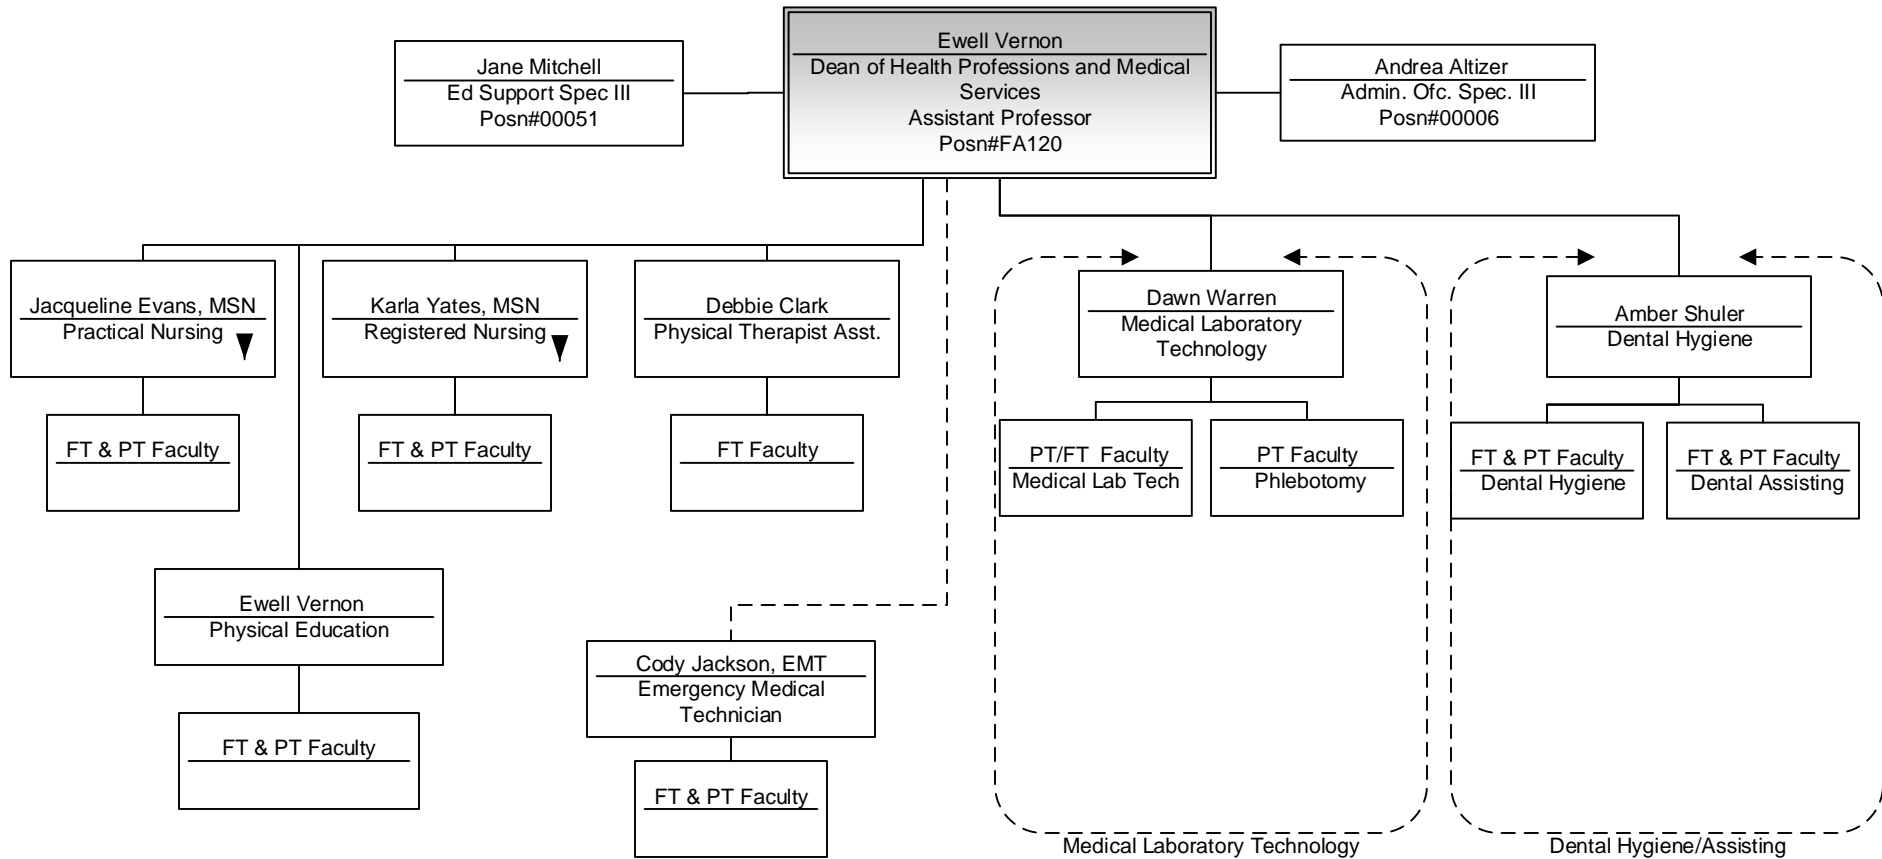 Ewell Vernon
Dean of Health Professions and Medical
Services
Assistant Professor
Posn#FA120
Jane Mitchell
Ed Support Spec III
Posn#00051
Andrea Altizer
Admin. Ofc. Spec. III
Posn#00006
Jacqueline Evans, MSN
Practical Nursing
Karla Yates, MSN
Registered Nursing
Debbie Clark
Physical Therapist Asst.
Dawn Warren
Medical Laboratory
Technology
Amber Shuler
Dental Hygiene
FT & PT Faculty
FT & PT Faculty
FT Faculty
PT/FT  Faculty
Medical Lab Tech
PT Faculty
Phlebotomy
FT & PT Faculty
Dental Hygiene
FT & PT Faculty
Dental Assisting
Ewell Vernon
Physical Education
Cody Jackson, EMT
Emergency Medical
Technician
FT & PT Faculty
FT & PT Faculty
Medical Laboratory Technology
Dental Hygiene/Assisting